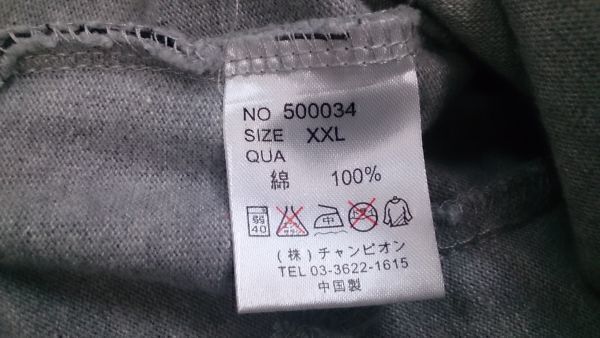 NO 500034
SIZE XXL
QUA
綿 100%
弱 40 中
(株)チャンピオン
TEL 03-3622-1615
中国製